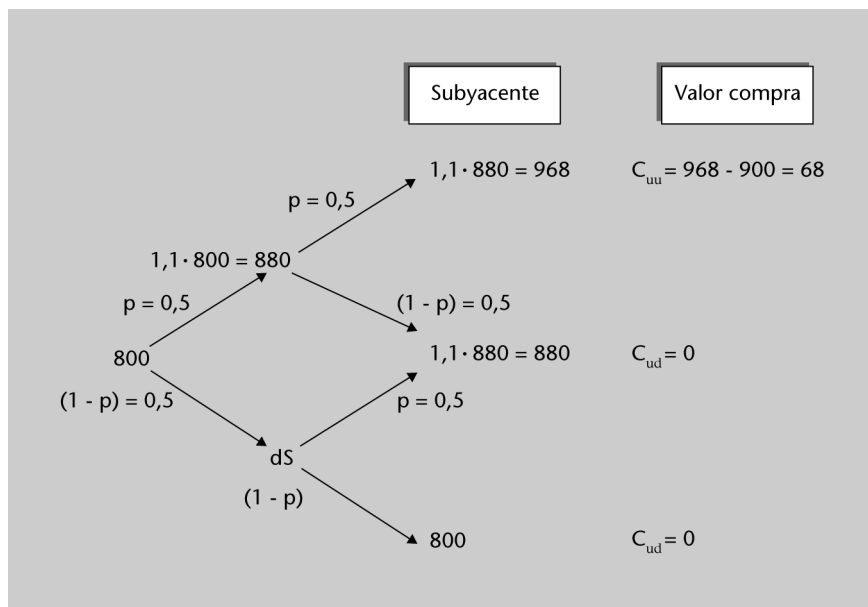 Subyacente
Valor compra
1,1 · 880 = 968
C_uu = 968 - 900 = 68
p = 0,5
1,1 · 800 = 880
p = 0,5
(1 - p) = 0,5
800
1,1 · 880 = 880
C_ud = 0
(1 - p) = 0,5
p = 0,5
dS
(1 - p)
800
C_ud = 0